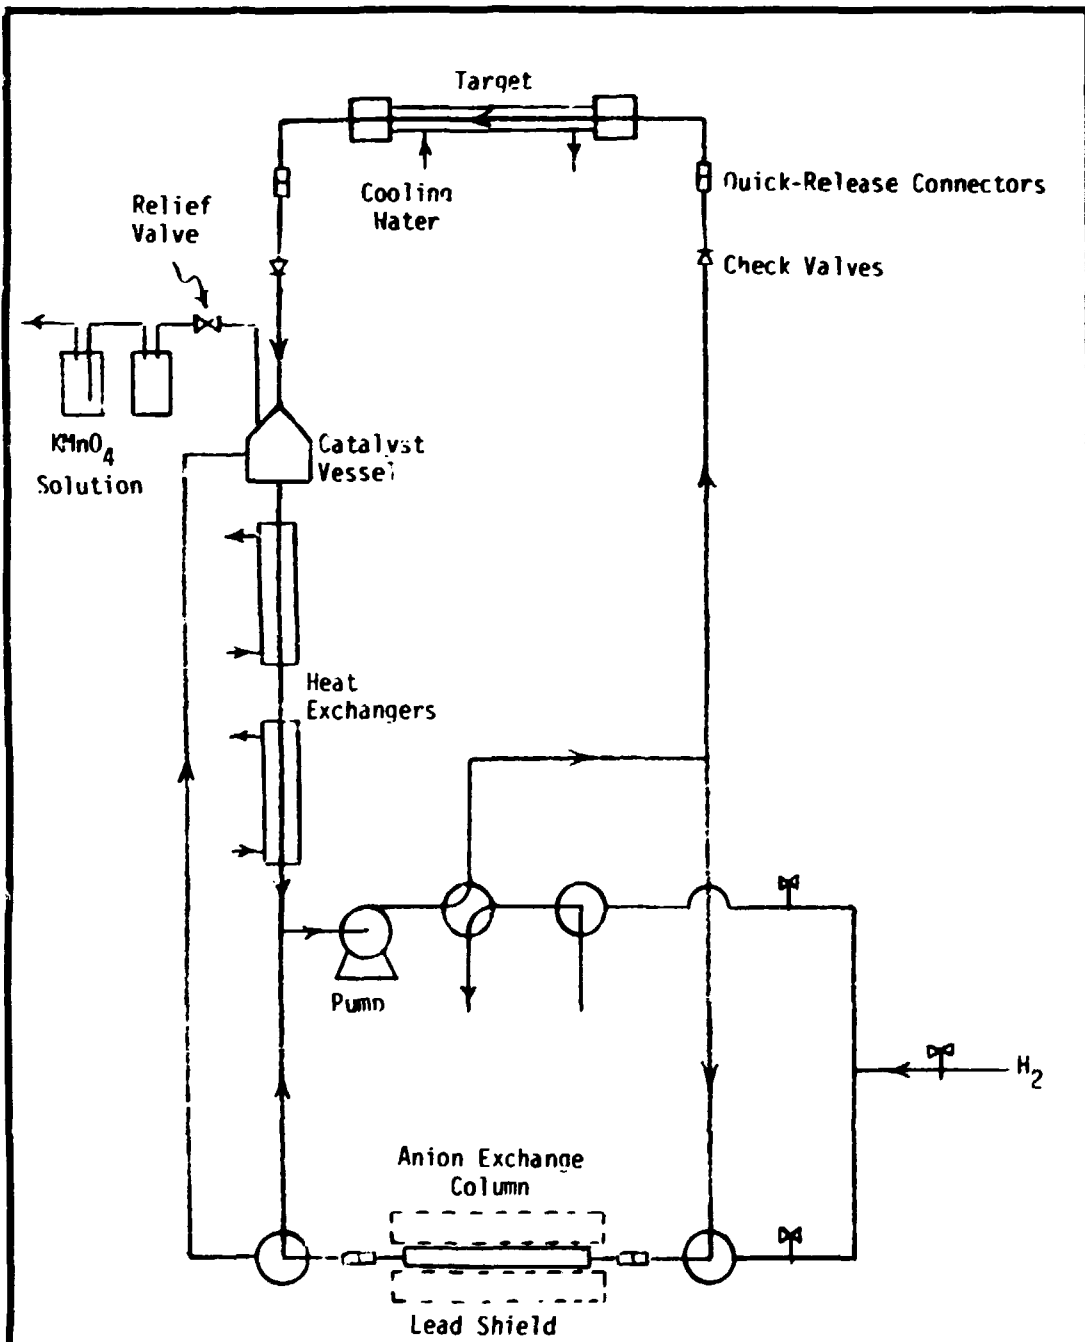 Target
Cooling
Water
Quick-Release Connectors
Relief
Valve
Check Valves
KMnO4
Solution
Catalyst
Vessel
Heat
Exchangers
Pump
H2
Anion Exchange
Column
Lead Shield